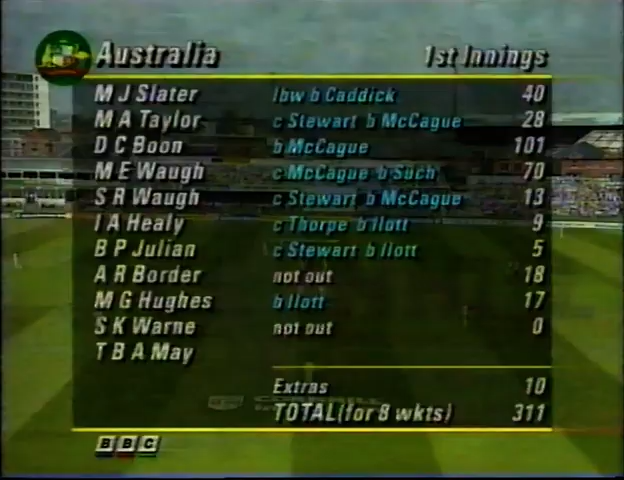 Australia 1st Innings
M J Slater lbw b Caddick 40
M A Taylor c Stewart b McCague 28
D C Boon b McCague 101
M E Waugh c McCague b Such 70
S R Waugh c Stewart b McCague 13
I A Healy c Thorpe b Ilott 9
B P Julian c Stewart b Ilott 5
A R Border not out 18
M G Hughes b Ilott 17
S K Warne not out 0
T B A May
Extras 10
TOTAL (for 8 wkts) 311
BBC